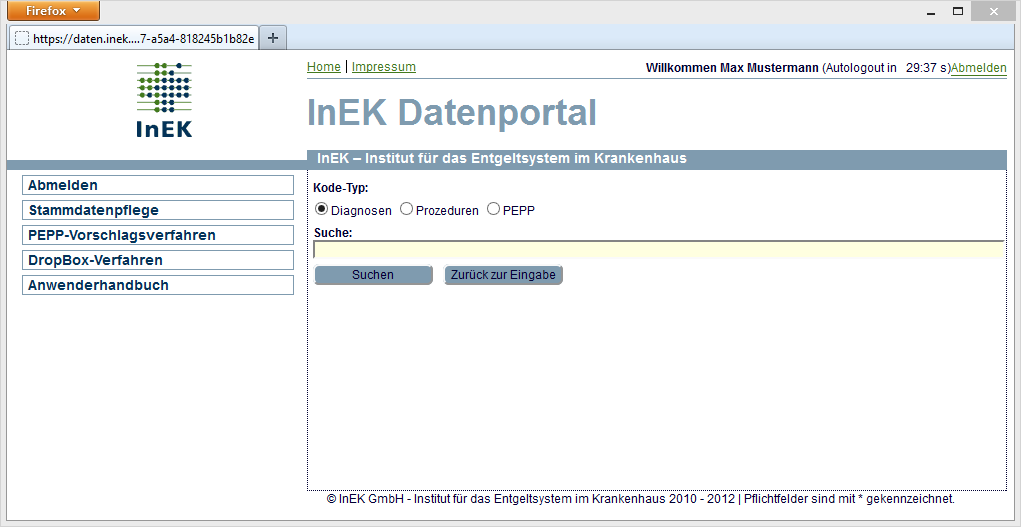 Firefox
https://daten.inek....7-a5a4-818245b1b82e
InEK
Home | Impressum
Willkommen Max Mustermann (Autologout in 29:37 s)Abmelden
InEK Datenportal
InEK – Institut für das Entgeltsystem im Krankenhaus
Abmelden
Stammdatenpflege
PEPP-Vorschlagsverfahren
DropBox-Verfahren
Anwenderhandbuch
Kode-Typ:
Diagnosen Prozeduren PEPP
Suche:
Suchen Zurück zur Eingabe
© InEK GmbH - Institut für das Entgeltsystem im Krankenhaus 2010 - 2012 | Pflichtfelder sind mit * gekennzeichnet.